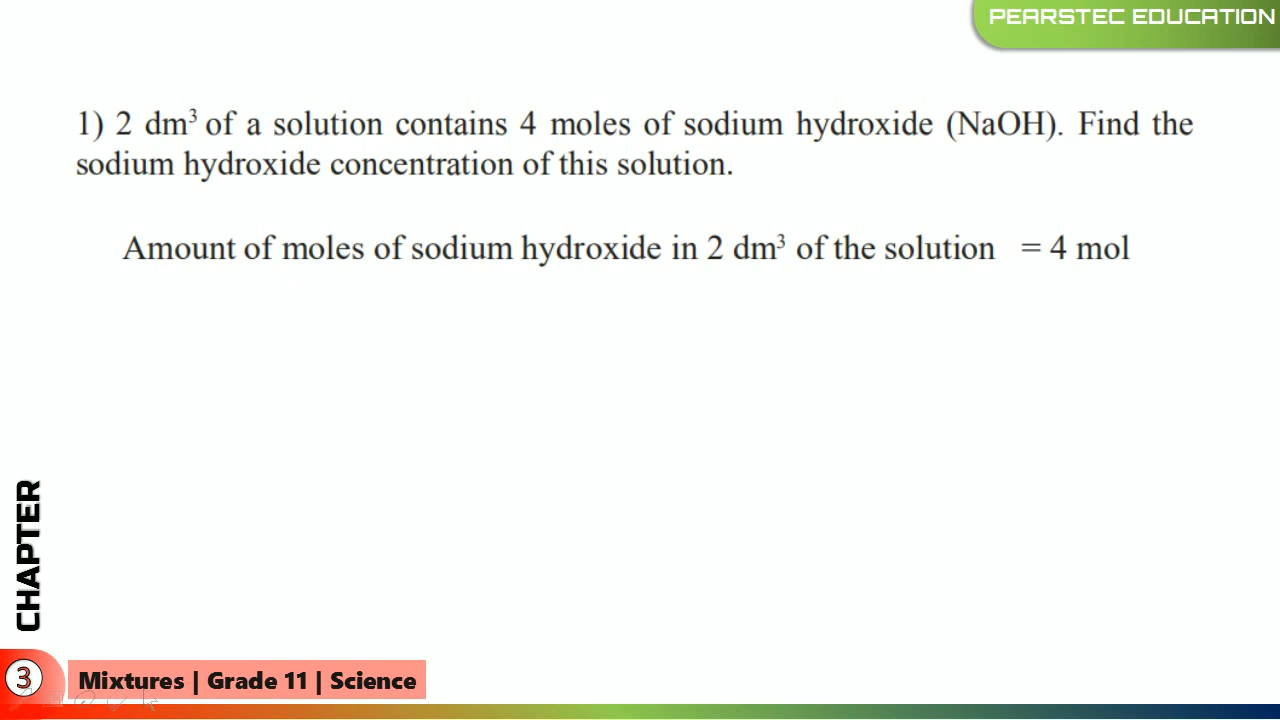 PEARSTEC EDUCATION
1) 2 dm³ of a solution contains 4 moles of sodium hydroxide (NaOH). Find the
sodium hydroxide concentration of this solution.
Amount of moles of sodium hydroxide in 2 dm³ of the solution = 4 mol
CHAPTER
3
Mixtures | Grade 11 | Science